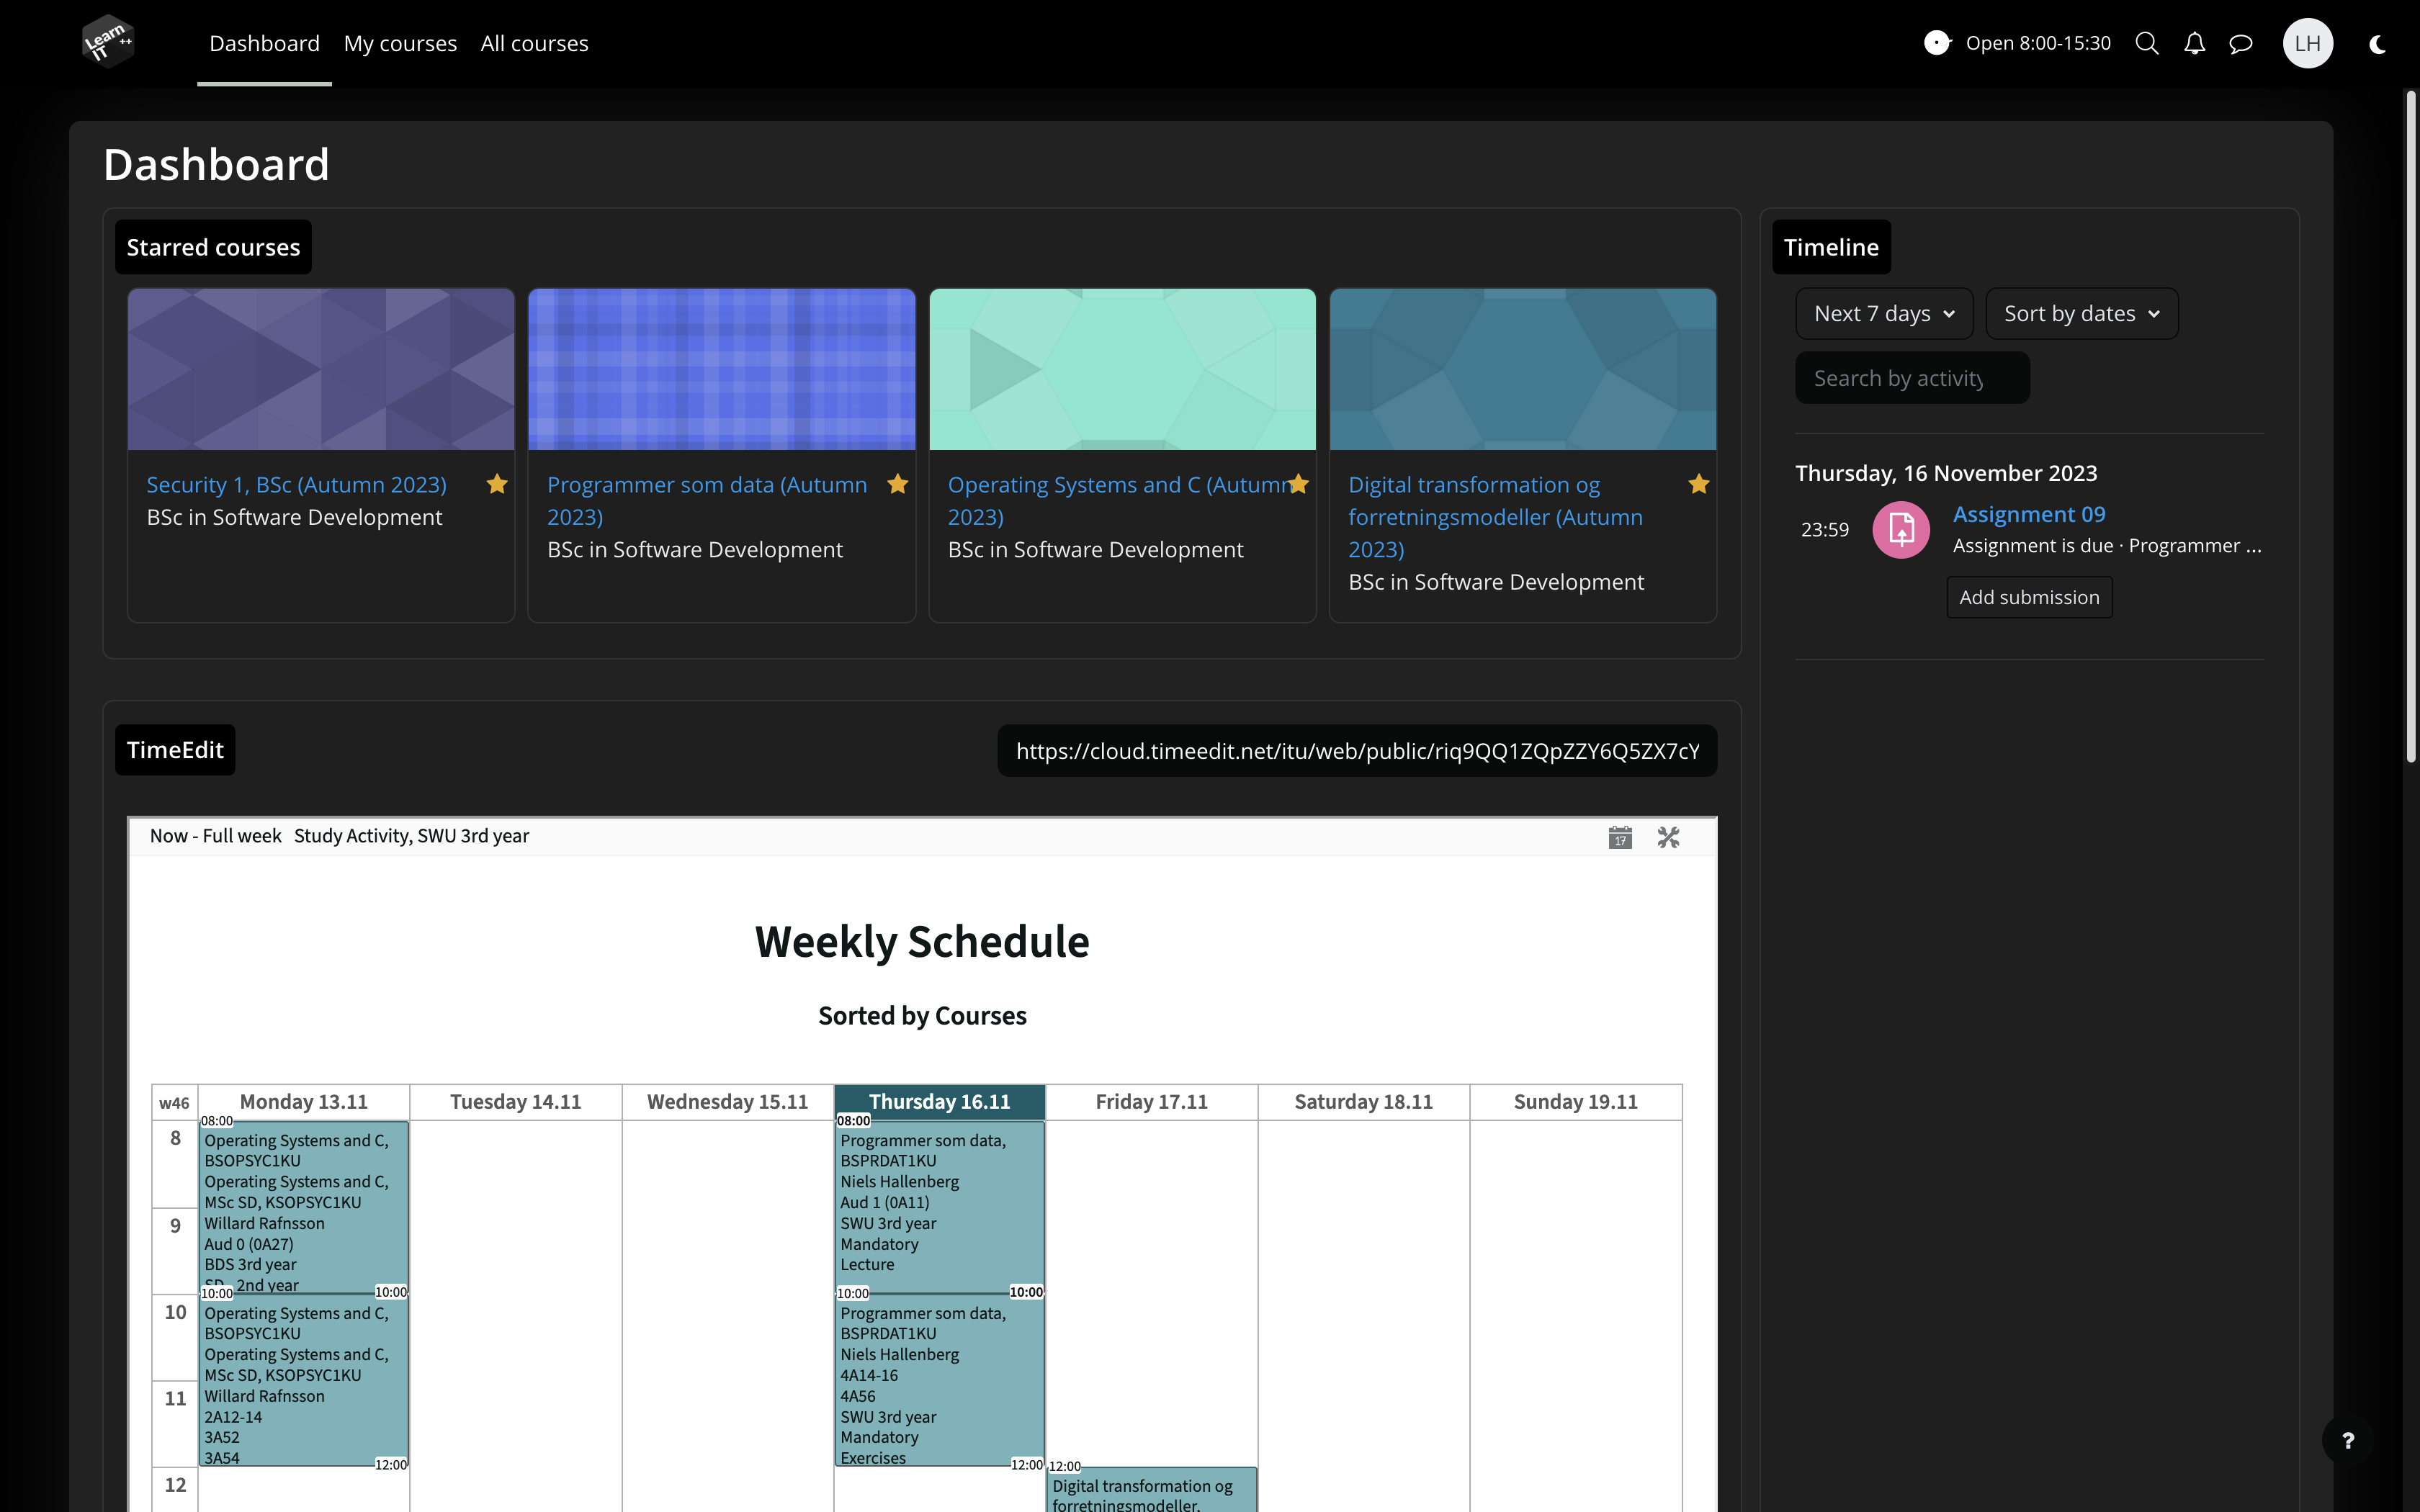 Learn IT ++
Dashboard
My courses
All courses
Open 8:00-15:30
LH
Dashboard
Starred courses
Security 1, BSc (Autumn 2023)
BSc in Software Development
Programmer som data (Autumn
2023)
BSc in Software Development
Operating Systems and C (Autumn
2023)
BSc in Software Development
Digital transformation og
forretningsmodeller (Autumn
2023)
BSc in Software Development
Timeline
Next 7 days
Sort by dates
Search by activity
Thursday, 16 November 2023
23:59
Assignment 09
Assignment is due · Programmer ...
Add submission
TimeEdit
https://cloud.timeedit.net/itu/web/public/riq9QQ1ZQpZZY6Q5ZX7cY
Now - Full week Study Activity, SWU 3rd year
17
Weekly Schedule
Sorted by Courses
w46
Monday 13.11
Tuesday 14.11
Wednesday 15.11
Thursday 16.11
Friday 17.11
Saturday 18.11
Sunday 19.11
8
9
10
11
12
08:00
Operating Systems and C,
BSOPSYC1KU
Operating Systems and C,
MSc SD, KSOPSYC1KU
Willard Rafnsson
Aud 0 (0A27)
BDS 3rd year
SD 2nd year
10:00
10:00
Operating Systems and C,
BSOPSYC1KU
Operating Systems and C,
MSc SD, KSOPSYC1KU
Willard Rafnsson
2A12-14
3A52
3A54
12:00
08:00
Programmer som data,
BSPRDAT1KU
Niels Hallenberg
Aud 1 (0A11)
SWU 3rd year
Mandatory
Lecture
10:00
10:00
Programmer som data,
BSPRDAT1KU
Niels Hallenberg
4A14-16
4A56
SWU 3rd year
Mandatory
Exercises
12:00
12:00
Digital transformation og
forretningsmodeller,
?